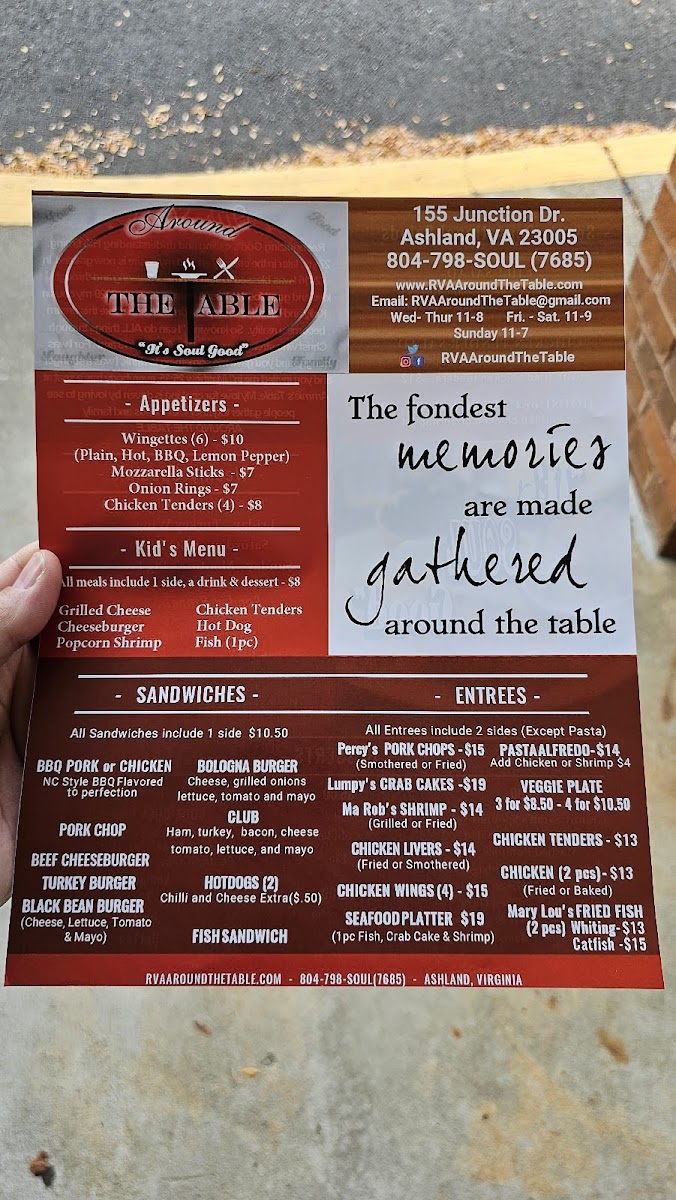 Around
THE TABLE
"It's Soul Good"
Laughter
Family
155 Junction Dr.
Ashland, VA 23005
804-798-SOUL (7685)
www.RVAAroundTheTable.com
Email: RVAAroundTheTable@gmail.com
Wed- Thur 11-8 Fri. - Sat. 11-9
Sunday 11-7
RVAAroundTheTable
- Appetizers -
Wingettes (6) - $10
(Plain, Hot, BBQ, Lemon Pepper)
Mozzarella Sticks - $7
Onion Rings - $7
Chicken Tenders (4) - $8
- Kid's Menu -
All meals include 1 side, a drink & dessert - $8
Grilled Cheese
Cheeseburger
Popcorn Shrimp
Chicken Tenders
Hot Dog
Fish (1pc)
The fondest
memories
are made
gathered
around the table
- SANDWICHES -
All Sandwiches include 1 side $10.50
BBQ PORK or CHICKEN
NC Style BBQ Flavored
to perfection
PORK CHOP
BEEF CHEESEBURGER
TURKEY BURGER
BLACK BEAN BURGER
(Cheese, Lettuce, Tomato
& Mayo)
BOLOGNA BURGER
Cheese, grilled onions
lettuce, tomato and mayo
CLUB
Ham, turkey, bacon, cheese
tomato, lettuce, and mayo
HOTDOGS (2)
Chilli and Cheese Extra($.50)
FISH SANDWICH
- ENTREES -
All Entrees include 2 sides (Except Pasta)
Percy's PORK CHOPS - $15
(Smothered or Fried)
Lumpy's CRAB CAKES -$19
Ma Rob's SHRIMP - $14
(Grilled or Fried)
CHICKEN LIVERS - $14
(Fried or Smothered)
CHICKEN WINGS (4) - $15
SEAFOOD PLATTER $19
(1pc Fish, Crab Cake & Shrimp)
PASTA ALFREDO- $14
Add Chicken or Shrimp $4
VEGGIE PLATE
3 for $8.50 - 4 for $10.50
CHICKEN TENDERS - $13
CHICKEN (2 pcs)- $13
(Fried or Baked)
Mary Lou's FRIED FISH
(2 pcs) Whiting- $13
Catfish -$15
RVAAROUNDTHETABLE.COM - 804-798-SOUL(7685) - ASHLAND, VIRGINIA